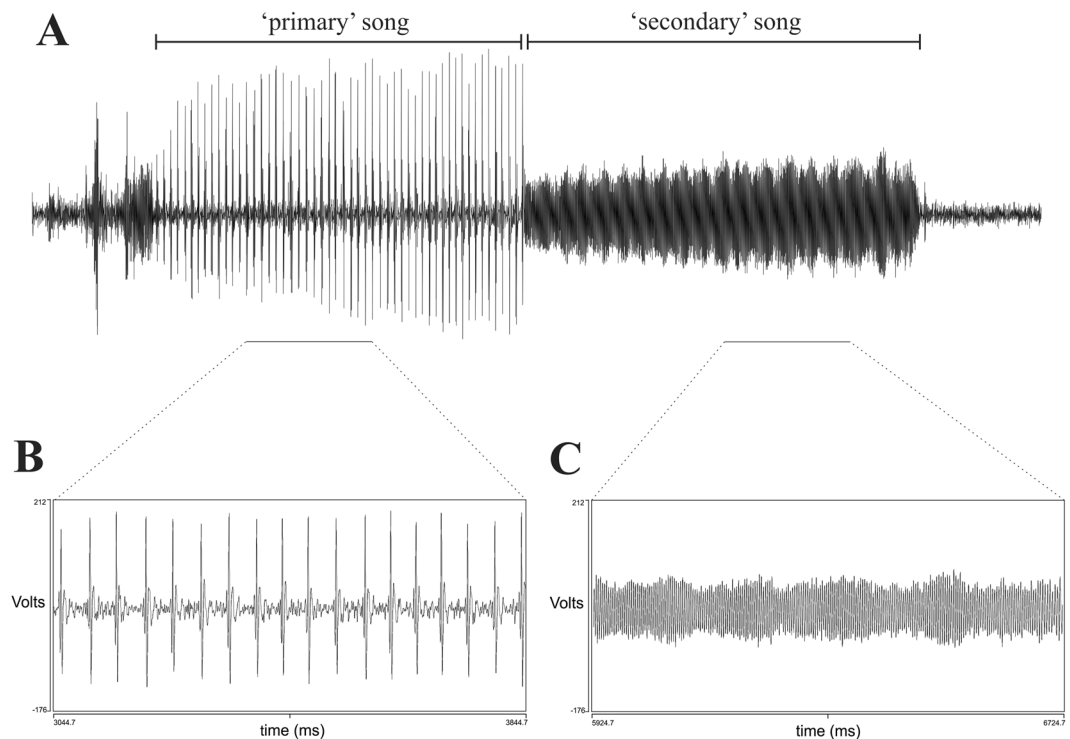 A
‘primary’ song
‘secondary’ song
B
212
Volts
-176
3044.7
time (ms)
3844.7
C
212
Volts
-176
5924.7
time (ms)
6724.7